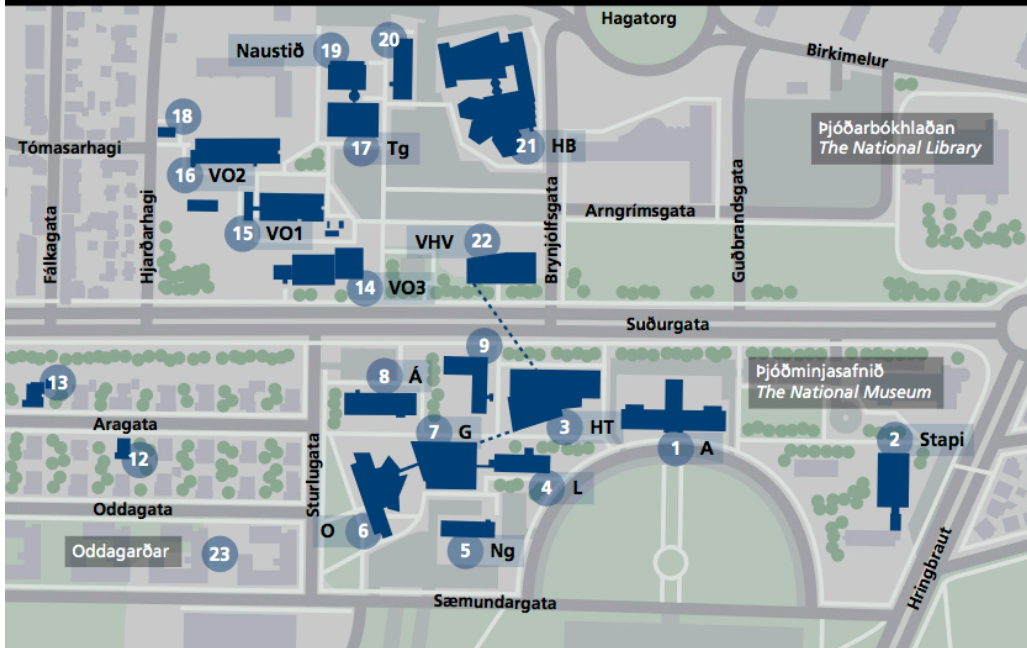 Hagatorg
Birkimelur
Naustið
19
20
18
Tómasarhagi
17
Tg
21
HB
Þjóðarbókhlaðan
The National Library
16
VO2
Fálkagata
Hjarðarhagi
15
VO1
VHV
22
Brynjólfsgata
Arngrímsgata
Guðbrandsgata
14
VO3
Suðurgata
9
13
8
Á
Þjóðminjasafnið
The National Museum
Aragata
7
G
3
HT
1
A
2
Stapi
12
Sturlugata
4
L
Oddagata
O
6
5
Ng
Oddagarðar
23
Sæmundargata
Hringbraut